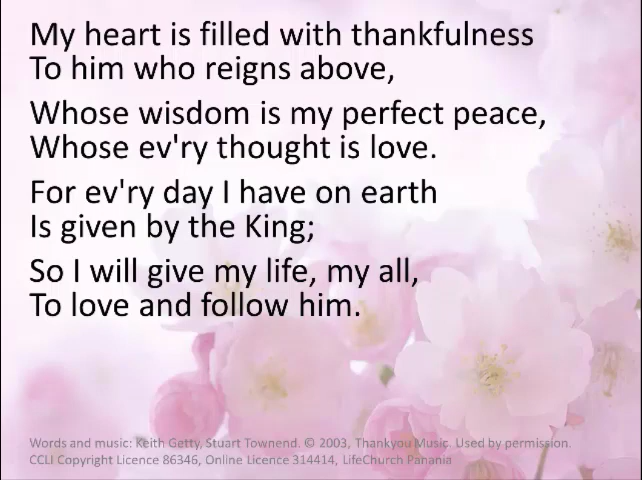 My heart is filled with thankfulness
To him who reigns above,
Whose wisdom is my perfect peace,
Whose ev'ry thought is love.
For ev'ry day I have on earth
Is given by the King;
So I will give my life, my all,
To love and follow him.
Words and music: Keith Getty, Stuart Townend. © 2003, Thankyou Music. Used by permission.
CCLI Copyright Licence 86346, Online Licence 314414, LifeChurch Panania